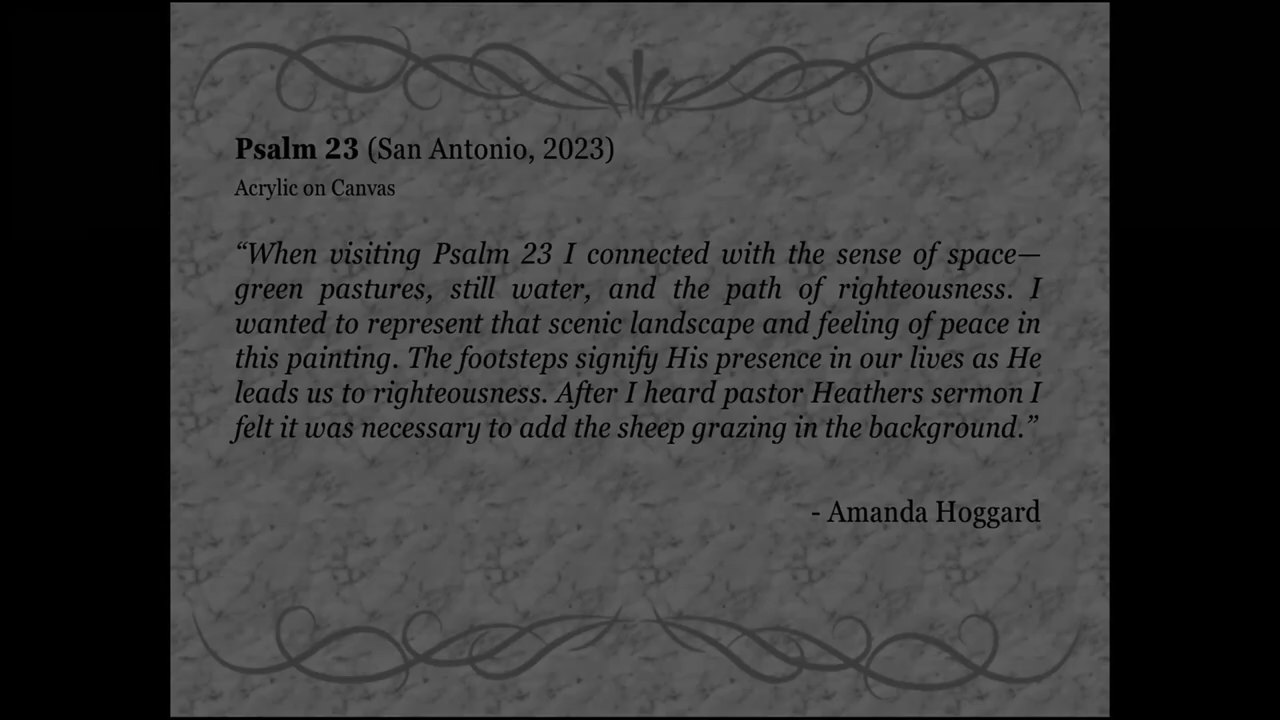 Psalm 23 (San Antonio, 2023)
Acrylic on Canvas
“When visiting Psalm 23 I connected with the sense of space—
green pastures, still water, and the path of righteousness. I
wanted to represent that scenic landscape and feeling of peace in
this painting. The footsteps signify His presence in our lives as He
leads us to righteousness. After I heard pastor Heathers sermon I
felt it was necessary to add the sheep grazing in the background.”
- Amanda Hoggard